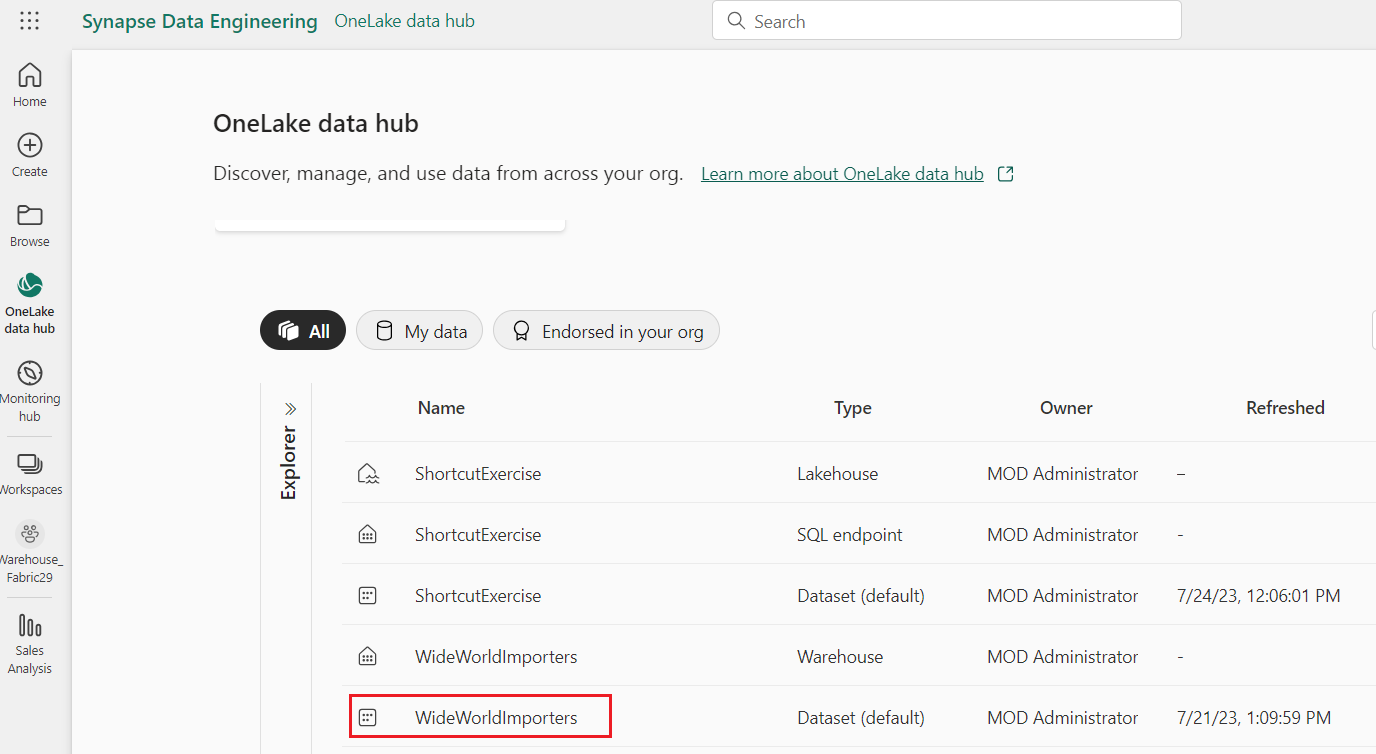 Synapse Data Engineering OneLake data hub
Search
Home
Create
Browse
OneLake
data hub
Monitoring
hub
Workspaces
Warehouse_
Fabric29
Sales
Analysis
OneLake data hub
Discover, manage, and use data from across your org. Learn more about OneLake data hub
All My data Endorsed in your org
Explorer
Name Type Owner Refreshed
ShortcutExercise Lakehouse MOD Administrator –
ShortcutExercise SQL endpoint MOD Administrator -
ShortcutExercise Dataset (default) MOD Administrator 7/24/23, 12:06:01 PM
WideWorldImporters Warehouse MOD Administrator -
WideWorldImporters Dataset (default) MOD Administrator 7/21/23, 1:09:59 PM